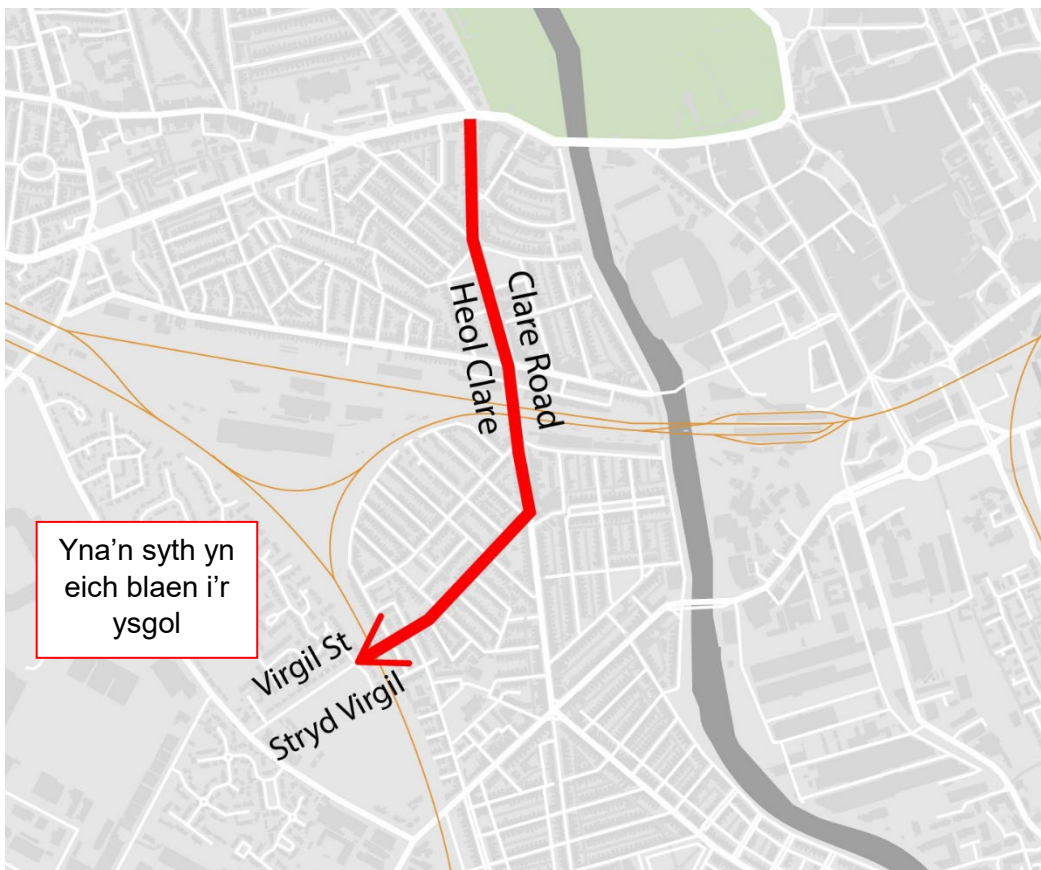 Clare Road
Heol Clare
Yna’n syth yn
eich blaen i’r
ysgol
Virgil St
Stryd Virgil